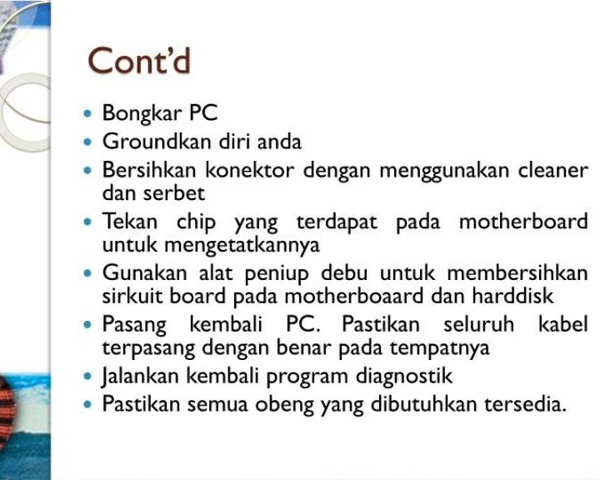 Cont'd
• Bongkar PC
• Groundkan diri anda
• Bersihkan konektor dengan menggunakan cleaner
dan serbet
• Tekan chip yang terdapat pada motherboard
untuk mengetatkannya
• Gunakan alat peniup debu untuk membersihkan
sirkuit board pada motherboaard dan harddisk
• Pasang kembali PC. Pastikan seluruh kabel
terpasang dengan benar pada tempatnya
• Jalankan kembali program diagnostik
• Pastikan semua obeng yang dibutuhkan tersedia.